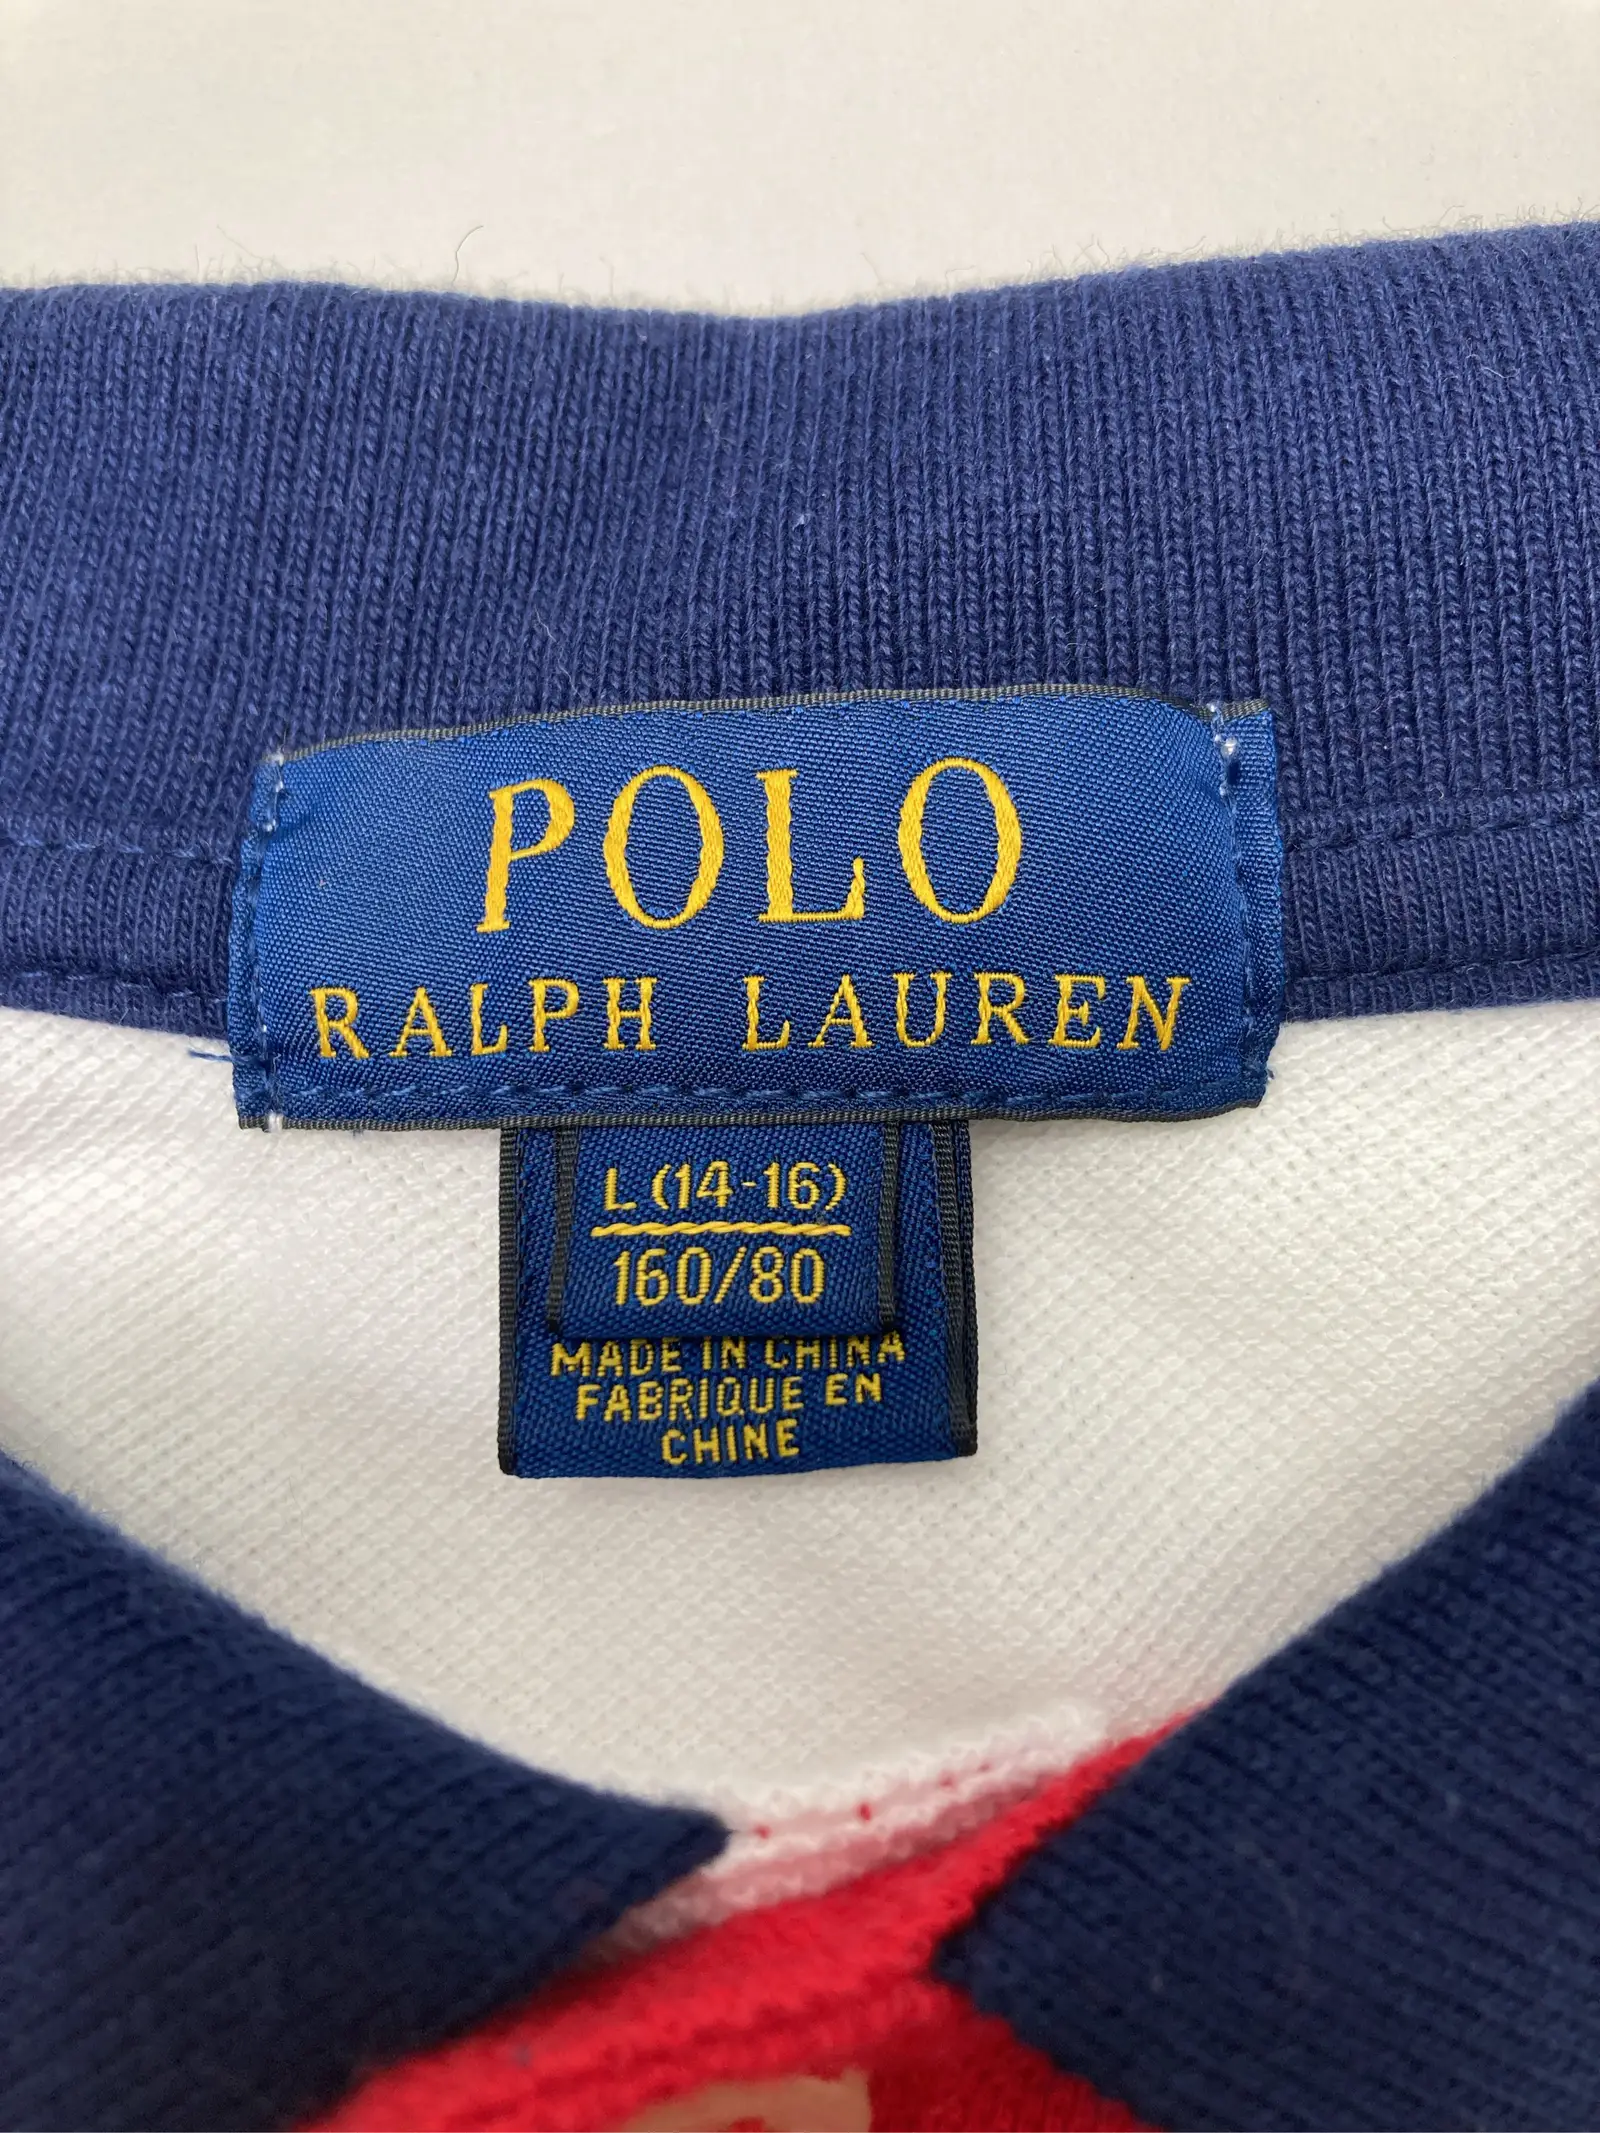 POLO
RALPH LAUREN
L (14-16)
160/80
MADE IN CHINA
FABRIQUE EN
CHINE